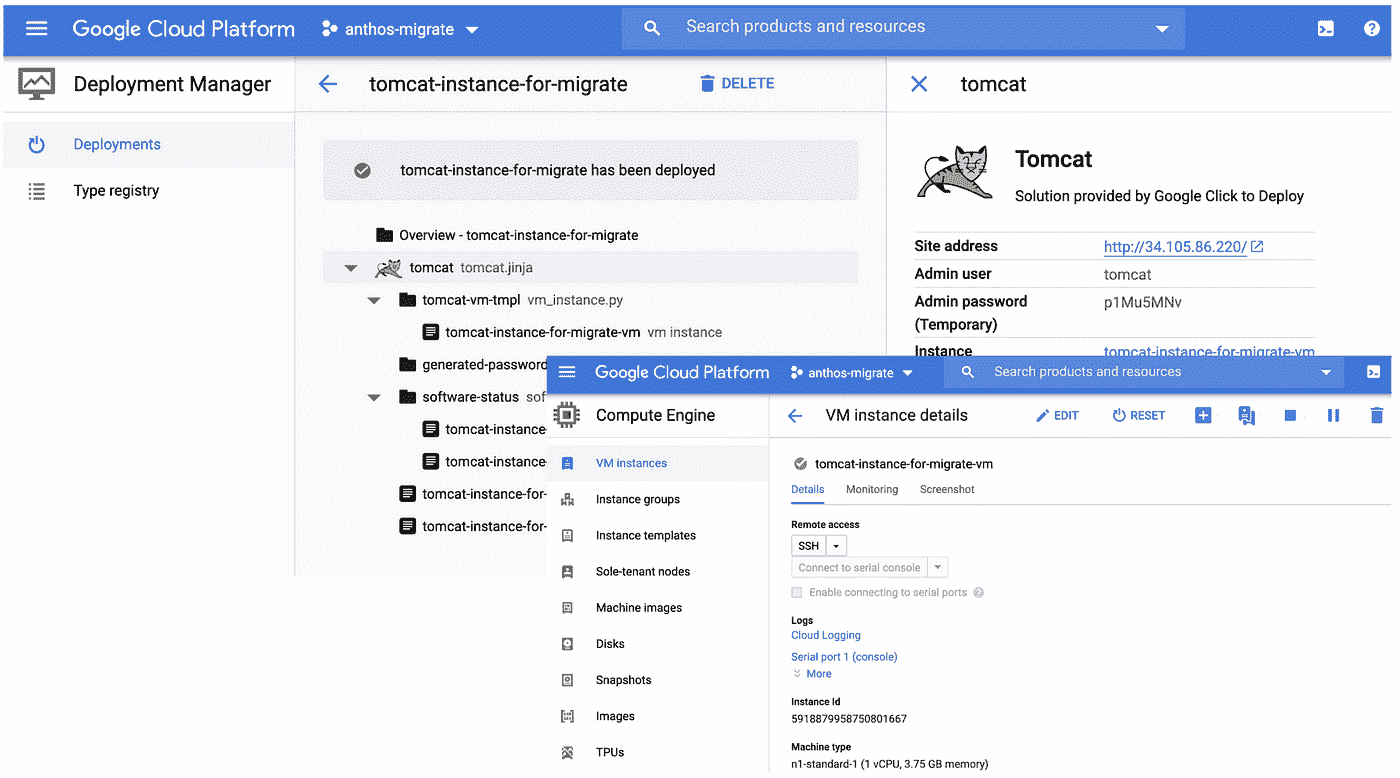 Google Cloud Platform
anthos-migrate
Search products and resources
Deployment Manager
Deployments
Type registry
tomcat-instance-for-migrate
DELETE
tomcat-instance-for-migrate has been deployed
Overview - tomcat-instance-for-migrate
tomcat tomcat.jinja
tomcat-vm-tmpl vm_instance.py
tomcat-instance-for-migrate-vm vm instance
generated-password
software-status sof
tomcat-instance-
tomcat-instance-
tomcat-instance-for-
tomcat-instance-for-
tomcat
Tomcat
Solution provided by Google Click to Deploy
Site address http://34.105.86.220/
Admin user tomcat
Admin password p1Mu5MNv
(Temporary)
Instance tomcat-instance-for-migrate-vm
Google Cloud Platform
anthos-migrate
Search products and resources
Compute Engine
VM instances
Instance groups
Instance templates
Sole-tenant nodes
Machine images
Disks
Snapshots
Images
TPUs
VM instance details
EDIT
RESET
tomcat-instance-for-migrate-vm
Details Monitoring Screenshot
Remote access
SSH
Connect to serial console
Enable connecting to serial ports
Logs
Cloud Logging
Serial port 1 (console)
More
Instance Id
5918879958750801667
Machine type
n1-standard-1 (1 vCPU, 3.75 GB memory)